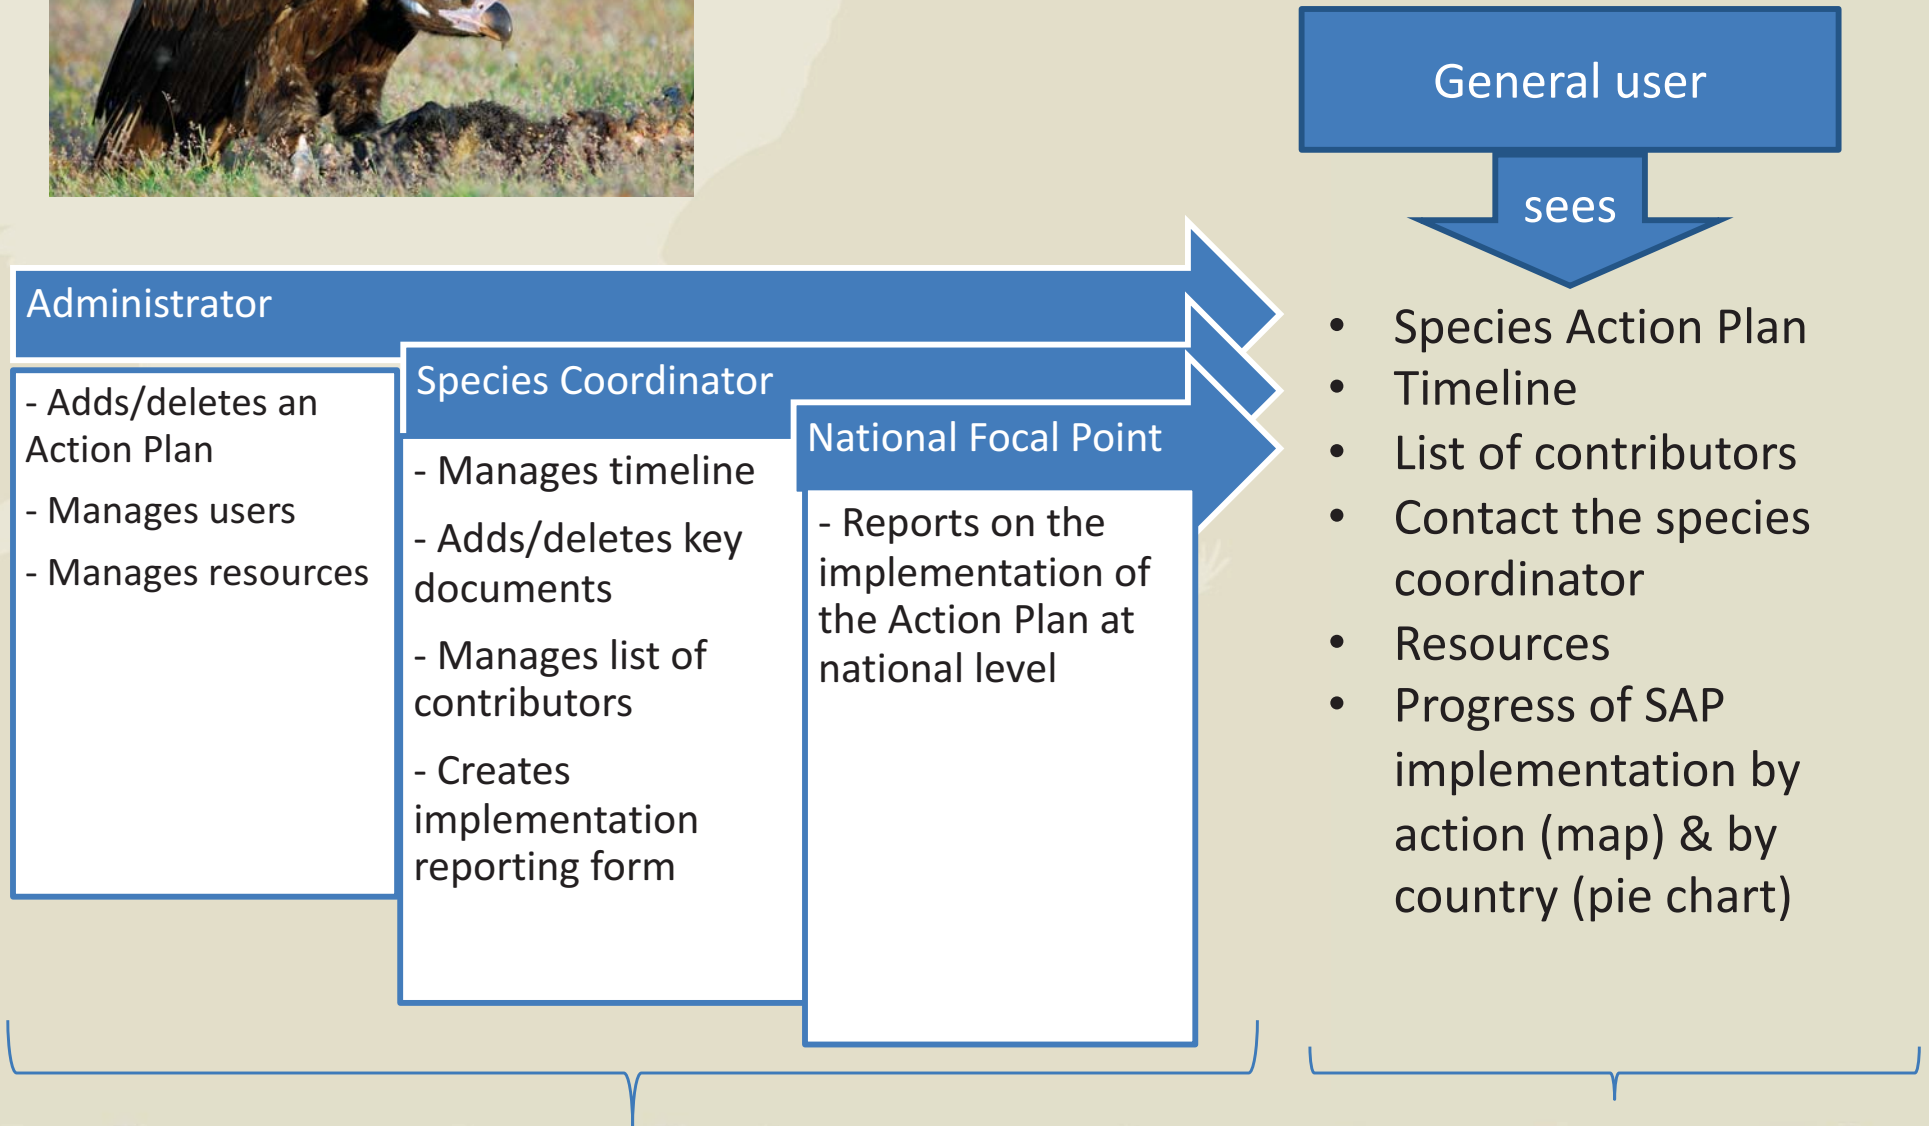 Administrator
- Adds/deletes an
Action Plan
- Manages users
- Manages resources
Species Coordinator
- Manages timeline
- Adds/deletes key
documents
- Manages list of
contributors
- Creates
implementation
reporting form
National Focal Point
- Reports on the
implementation of
the Action Plan at
national level
General user
sees
• Species Action Plan
• Timeline
• List of contributors
• Contact the species
coordinator
• Resources
• Progress of SAP
implementation by
action (map) & by
country (pie chart)